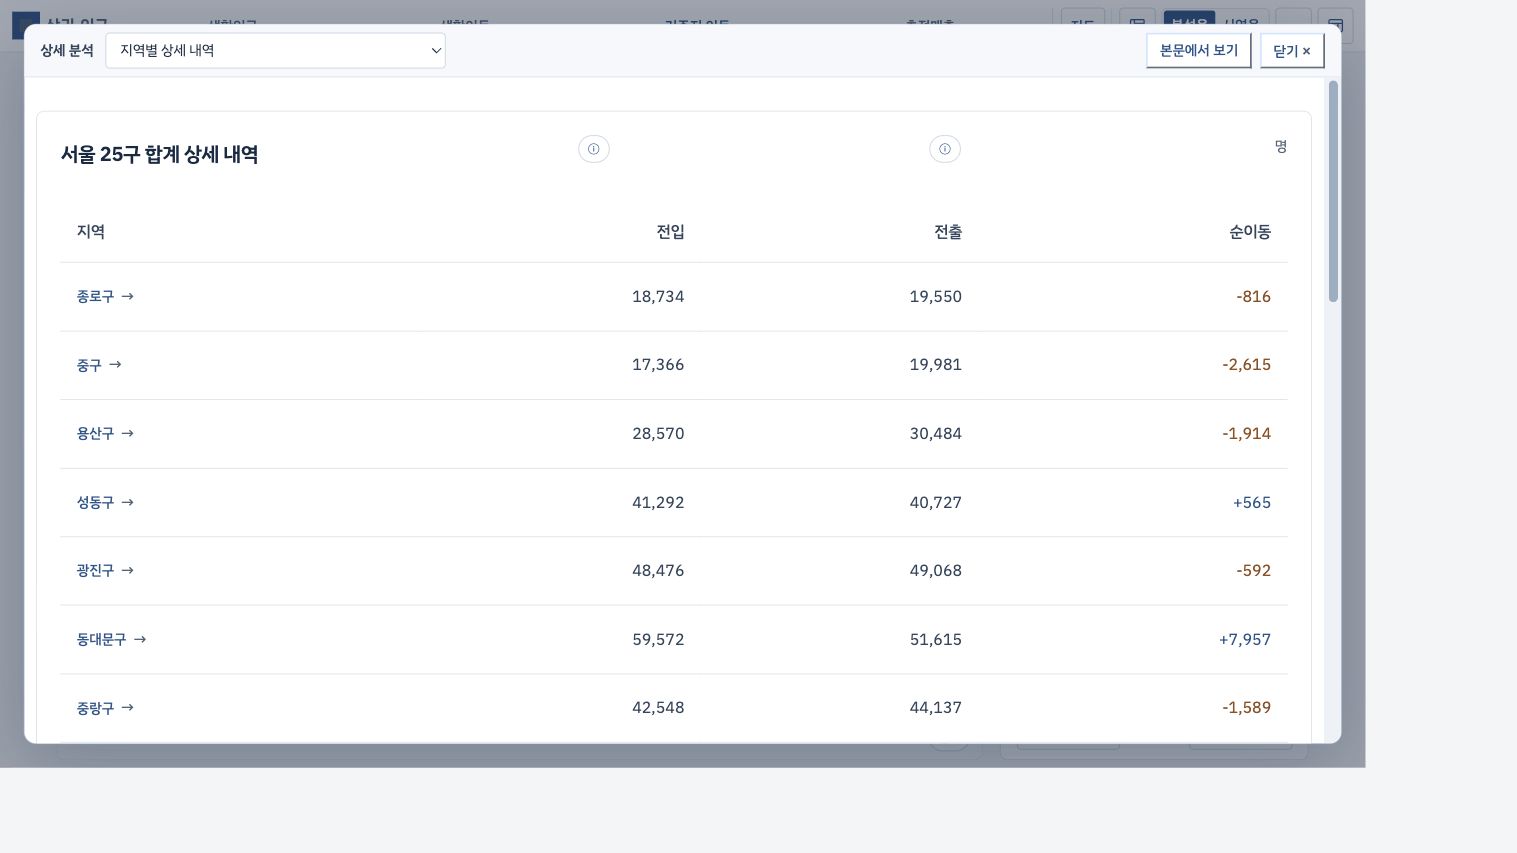 상세 분석
지역별 상세 내역
본문에서 보기
닫기 ×
서울 25구 합계 상세 내역
명
지역 전입 전출 순이동
종로구 → 18,734 19,550 -816
중구 → 17,366 19,981 -2,615
용산구 → 28,570 30,484 -1,914
성동구 → 41,292 40,727 +565
광진구 → 48,476 49,068 -592
동대문구 → 59,572 51,615 +7,957
중랑구 → 42,548 44,137 -1,589